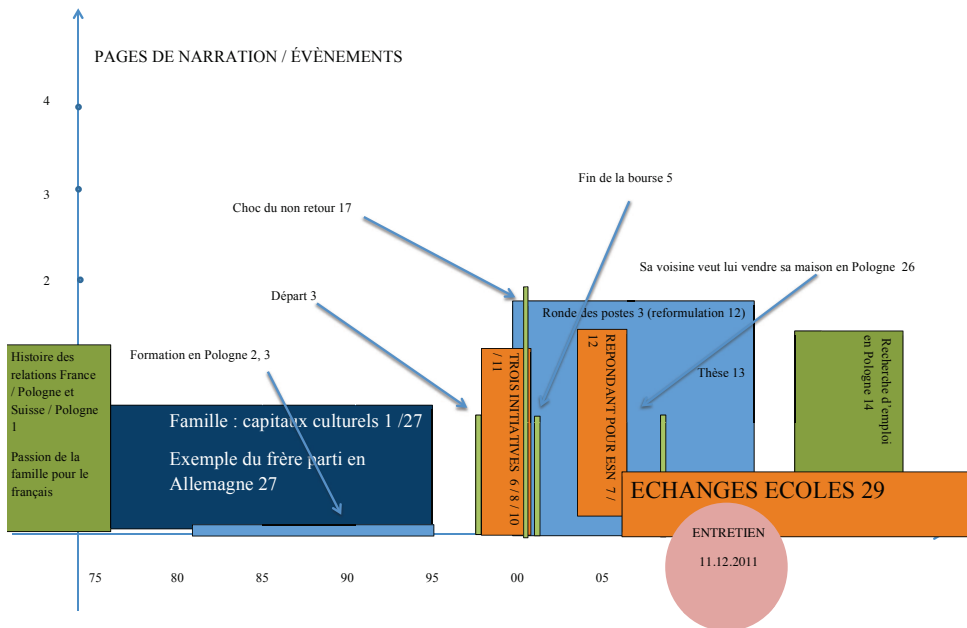 PAGES DE NARRATION / ÉVÈNEMENTS
4
3
2
Fin de la bourse 5
Choc du non retour 17
Sa voisine veut lui vendre sa maison en Pologne 26
Départ 3
Ronde des postes 3 (reformulation 12)
Formation en Pologne 2, 3
Histoire des
relations France
/ Pologne et
Suisse / Pologne
1
Passion de la
famille pour le
français
Famille : capitaux culturels 1 /27
Exemple du frère parti en
Allemagne 27
TROIS INITIATIVES 6 / 8 / 10
/ 11
REPONDANT POUR ESN 7 /
12
Thèse 13
Recherche d’emploi
en Pologne 14
ECHANGES ECOLES 29
ENTRETIEN
11.12.2011
75
80
85
90
95
00
05